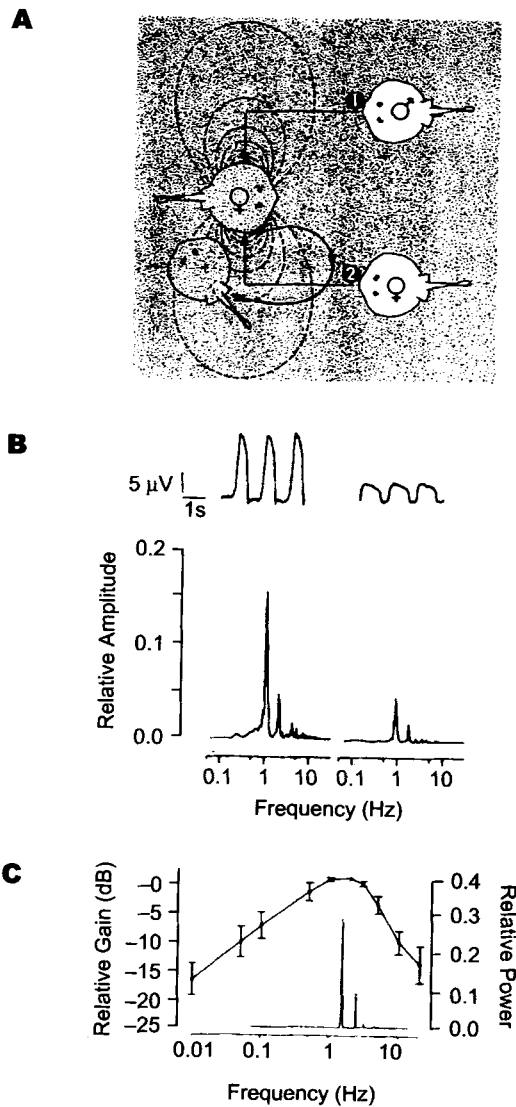 A
1
2
B
5 µV
1s
Relative Amplitude
0.2
0.1
0.0
0.1 1 10 0.1 1 10
Frequency (Hz)
C
Relative Gain (dB)
–0
–5
–10
–15
–20
–25
0.4
0.3
0.2
0.1
0.0
Relative Power
0.01 0.1 1 10
Frequency (Hz)